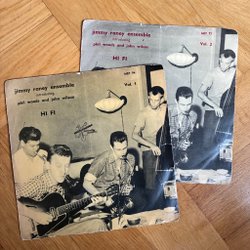 jimmy raney ensemble
introducing
phil woods and john wilson
Vol. 2
HI FI
jimmy raney ensemble
introducing
phil woods and john wilson
Vol. 1
HI FI